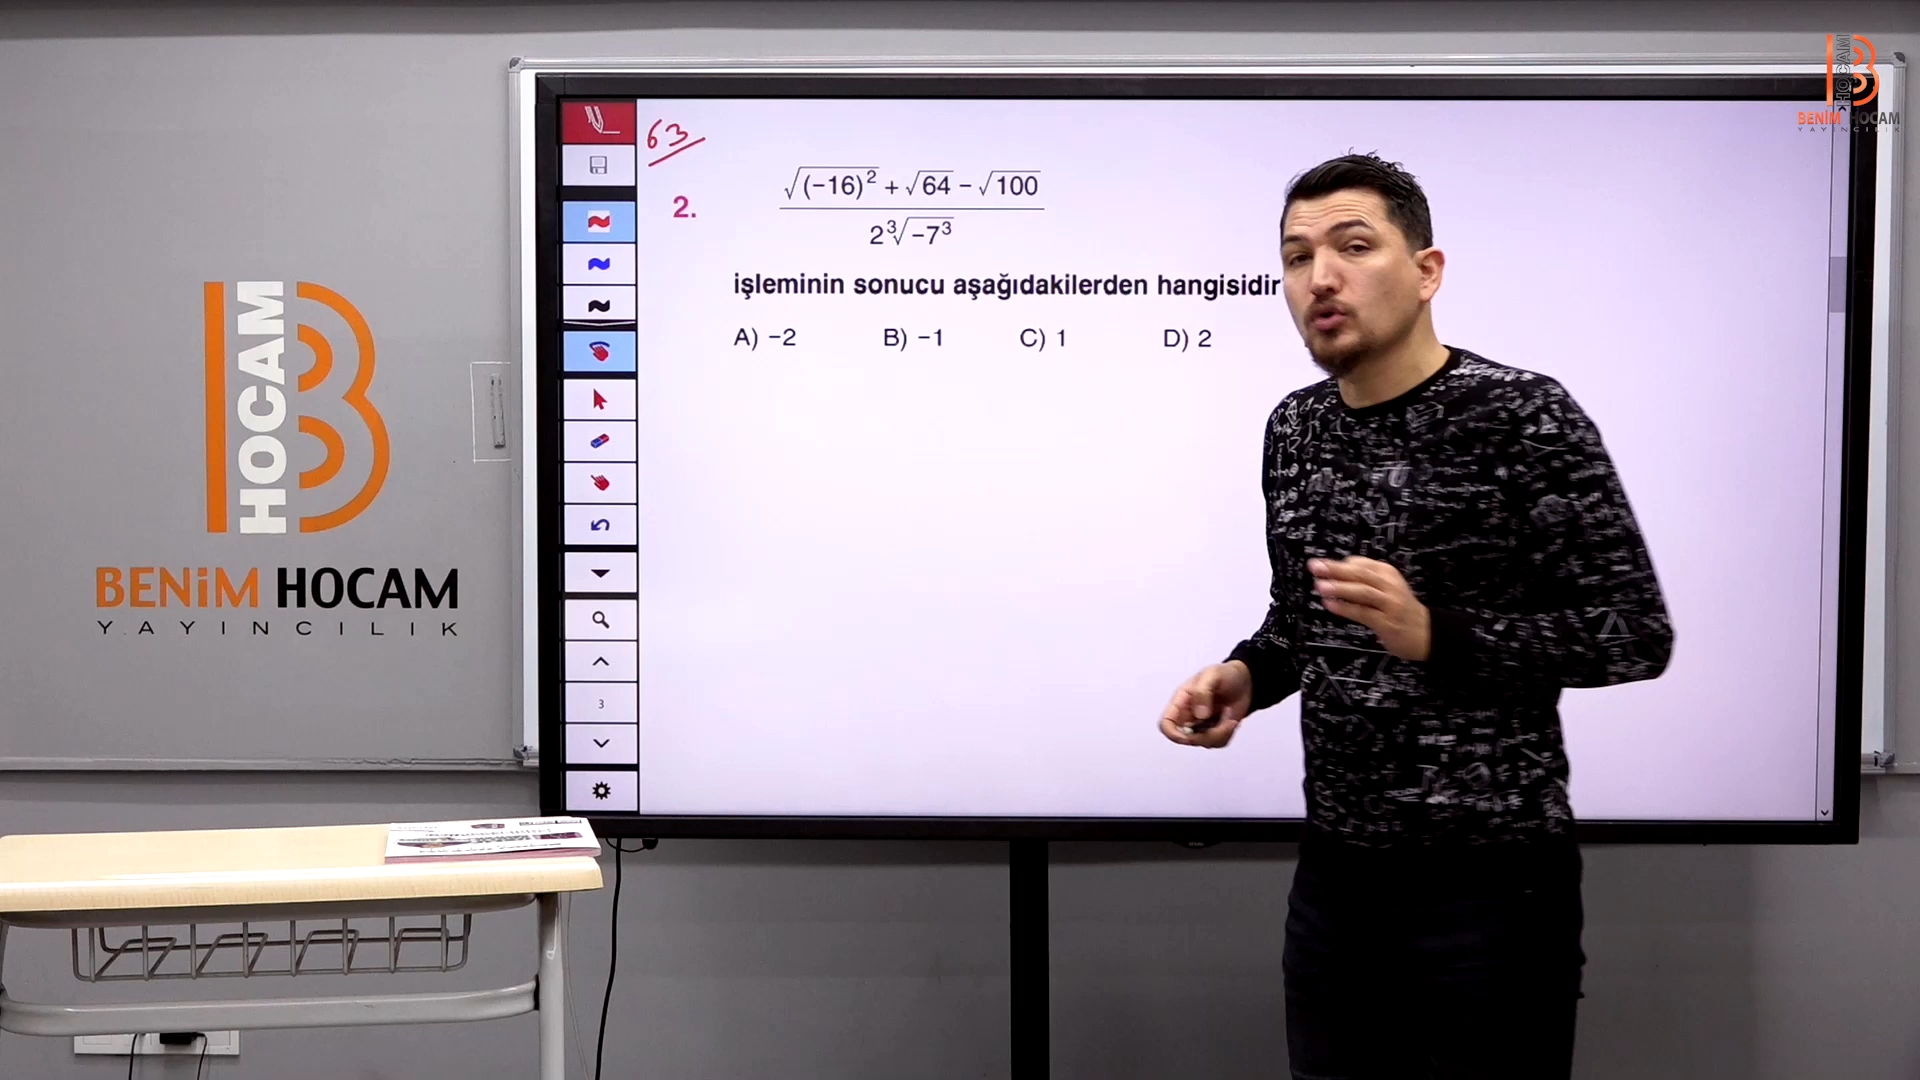 63
2. √(−16)² + √64 − √100
2∛−7³
işleminin sonucu aşağıdakilerden hangisidir
A) −2 B) −1 C) 1 D) 2
3
HOCAM
BENİM HOCAM
YAYINCILIK
HOCAM
BENİM HOCAM
YAYINCILIK